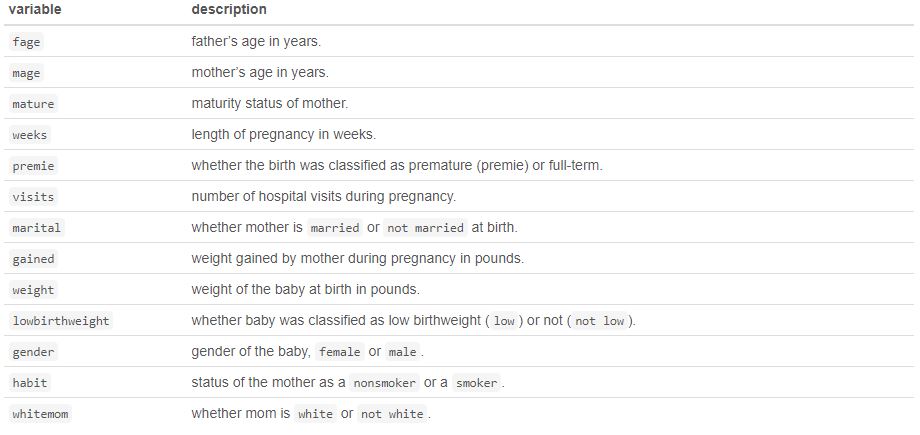 variable description
fage father’s age in years.
mage mother’s age in years.
mature maturity status of mother.
weeks length of pregnancy in weeks.
premie whether the birth was classified as premature (premie) or full-term.
visits number of hospital visits during pregnancy.
marital whether mother is married or not married at birth.
gained weight gained by mother during pregnancy in pounds.
weight weight of the baby at birth in pounds.
lowbirthweight whether baby was classified as low birthweight ( low ) or not ( not low ).
gender gender of the baby, female or male .
habit status of the mother as a nonsmoker or a smoker .
whitemom whether mom is white or not white .